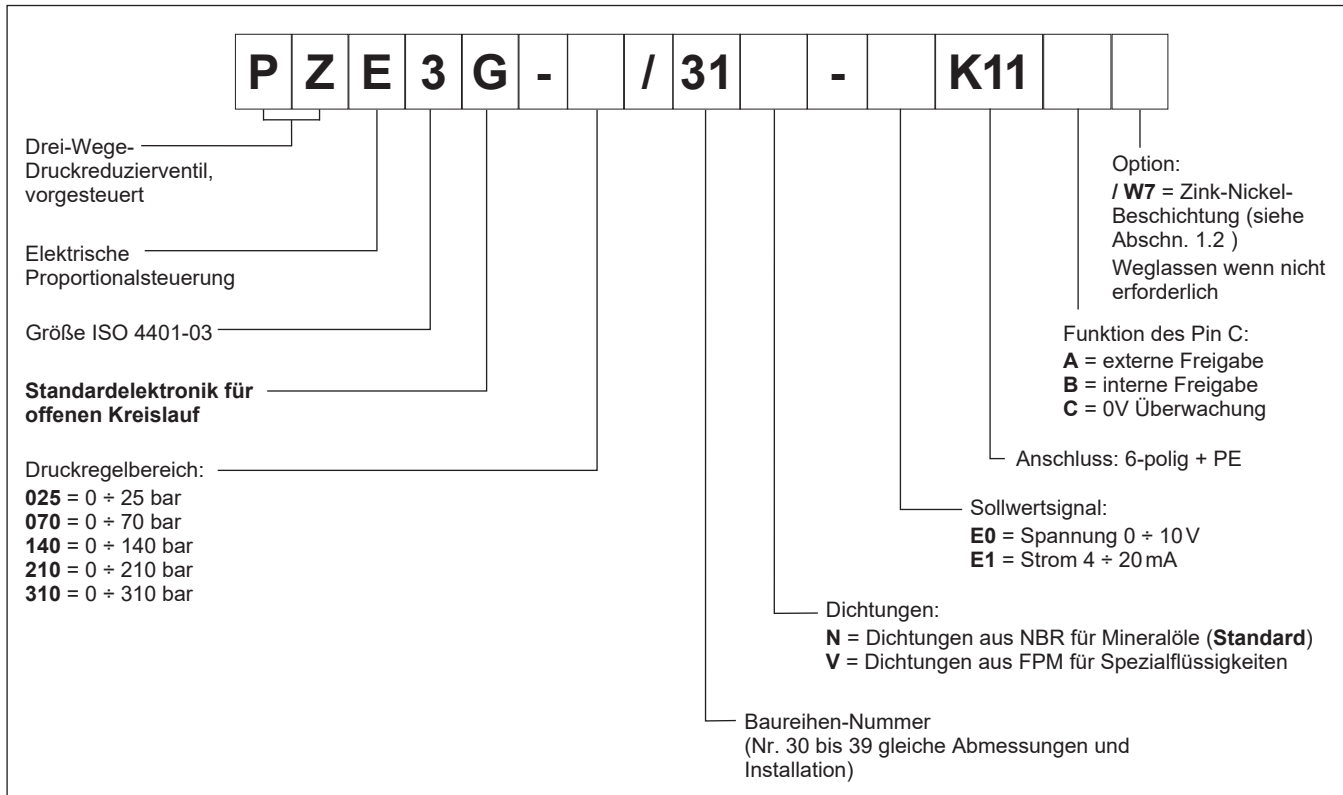 P Z E 3 G - / 31 - K11
Drei-Wege-
Druckreduzierventil,
vorgesteuert
Elektrische
Proportionalsteuerung
Größe ISO 4401-03
Standardelektronik für
offenen Kreislauf
Druckregelbereich:
025 = 0 ÷ 25 bar
070 = 0 ÷ 70 bar
140 = 0 ÷ 140 bar
210 = 0 ÷ 210 bar
310 = 0 ÷ 310 bar
Option:
/ W7 = Zink-Nickel-
Beschichtung (siehe
Abschn. 1.2 )
Weglassen wenn nicht
erforderlich
Funktion des Pin C:
A = externe Freigabe
B = interne Freigabe
C = 0V Überwachung
Anschluss: 6-polig + PE
Sollwertsignal:
E0 = Spannung 0 ÷ 10 V
E1 = Strom 4 ÷ 20 mA
Dichtungen:
N = Dichtungen aus NBR für Mineralöle (Standard)
V = Dichtungen aus FPM für Spezialflüssigkeiten
Baureihen-Nummer
(Nr. 30 bis 39 gleiche Abmessungen und
Installation)